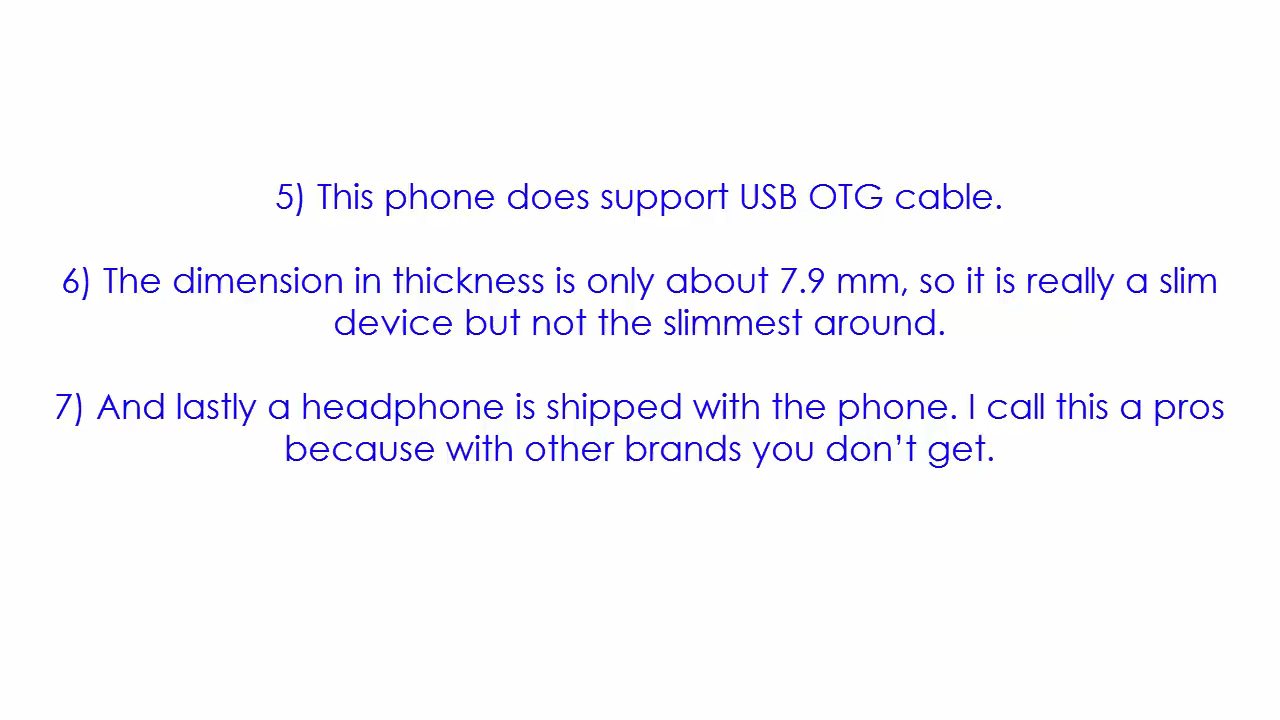 5) This phone does support USB OTG cable.
6) The dimension in thickness is only about 7.9 mm, so it is really a slim
device but not the slimmest around.
7) And lastly a headphone is shipped with the phone. I call this a pros
because with other brands you don’t get.